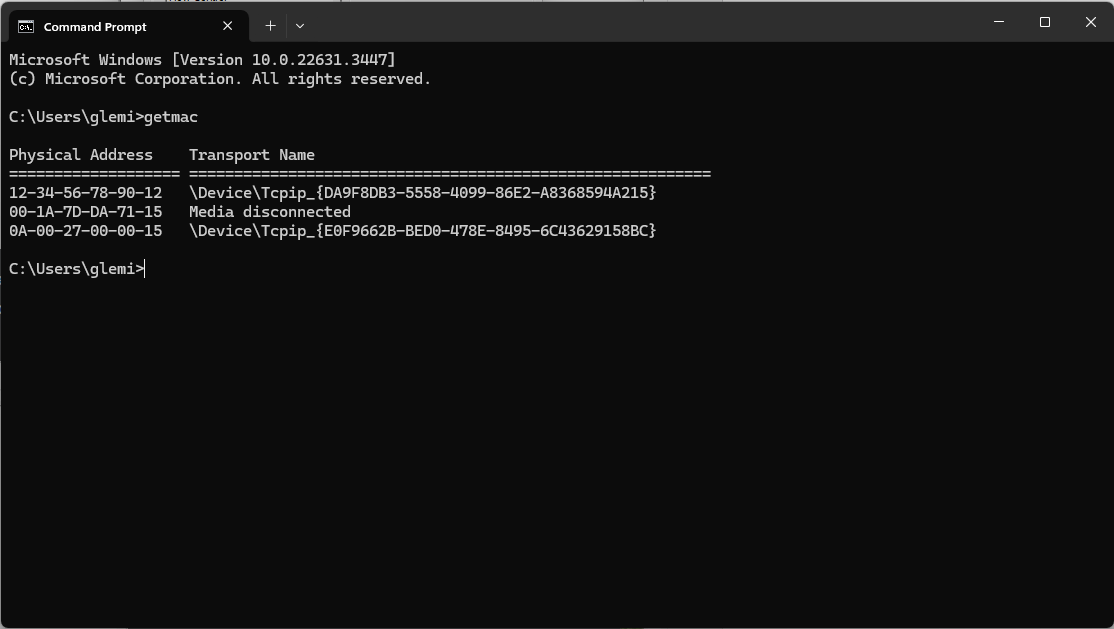 Command Prompt
Microsoft Windows [Version 10.0.22631.3447]
(c) Microsoft Corporation. All rights reserved.
C:\Users\glemi>getmac
Physical Address    Transport Name
=================== ==========================================================
12-34-56-78-90-12   \Device\Tcpip_{DA9F8DB3-5558-4099-86E2-A8368594A215}
00-1A-7D-DA-71-15   Media disconnected
0A-00-27-00-00-15   \Device\Tcpip_{E0F9662B-BED0-478E-8495-6C43629158BC}
C:\Users\glemi>